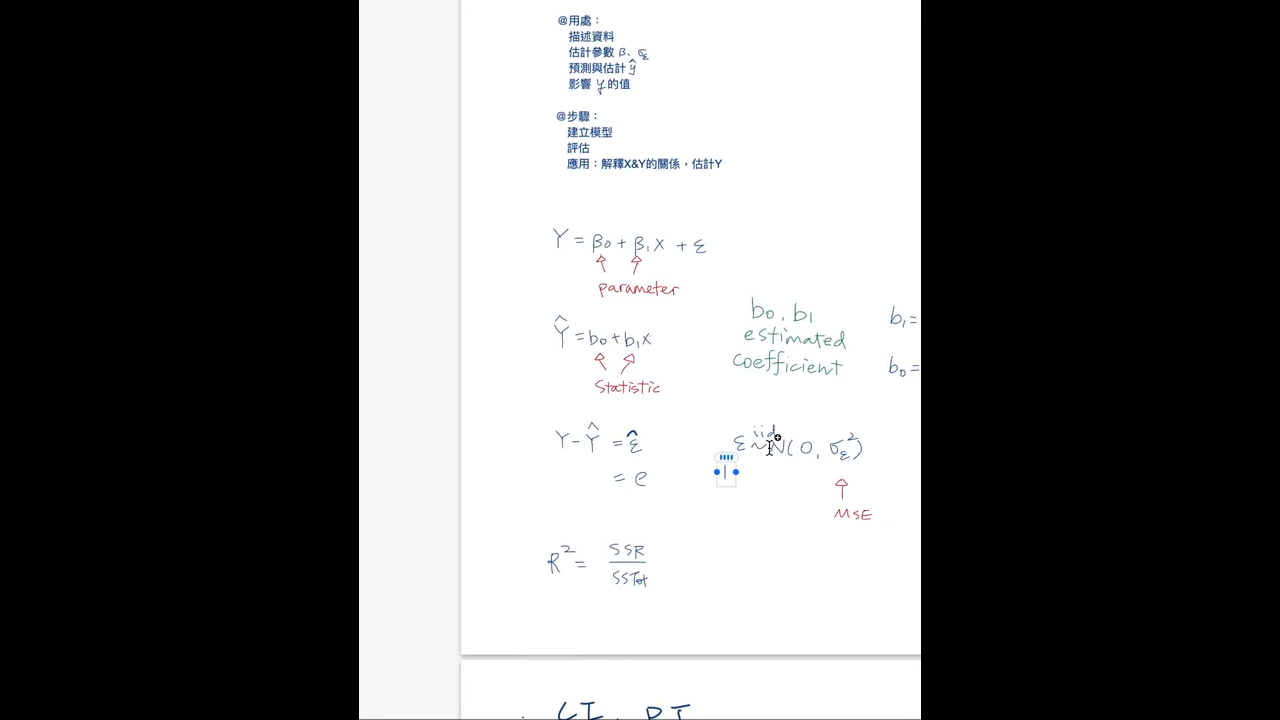 @用處：
描述資料
估計參數 β、σε
預測與估計 ŷ
影響 y 的值
@步驟：
建立模型
評估
應用：解釋X&Y的關係，估計Y
Y = β0 + β1 X + ε
parameter
Ŷ = b0 + b1 X
Statistic
b0, b1
estimated
coefficient
b1 =
b0 =
Y - Ŷ = ε̂
= e
ε ~iid N(0, σε²)
MSE
R² = SSR / SSTot
CI, PI